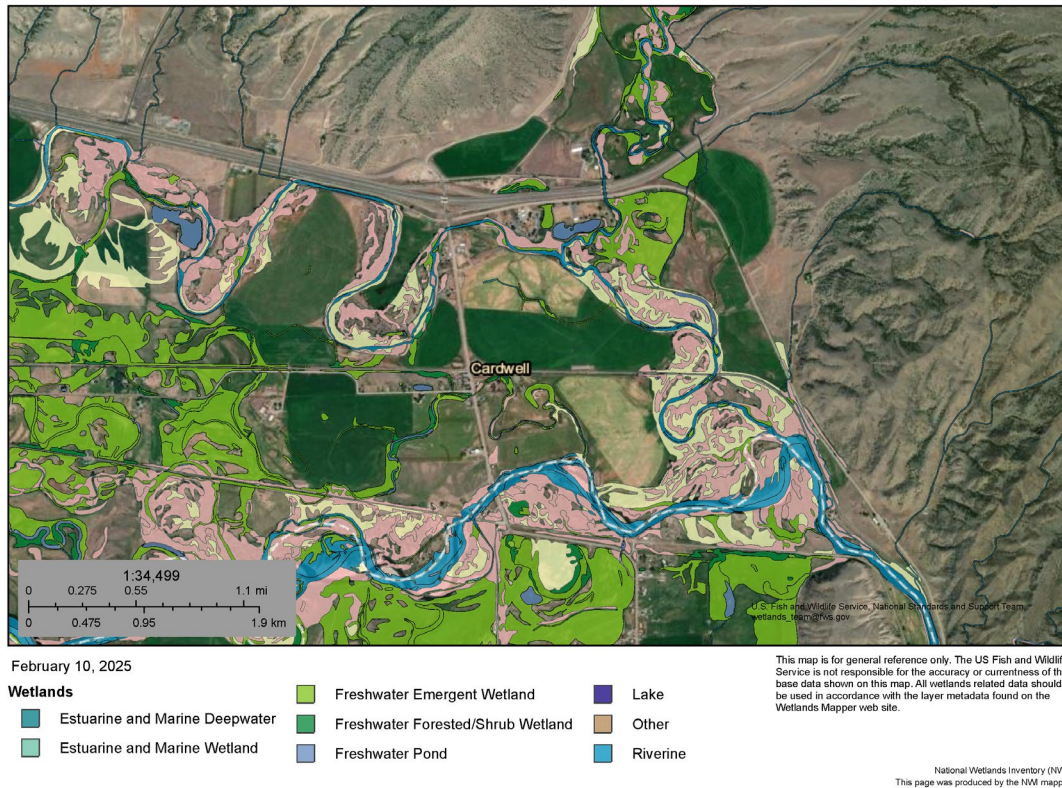 Cardwell
1:34,499
0 0.275 0.55 1.1 mi
0 0.475 0.95 1.9 km
U.S. Fish and Wildlife Service, National Standards and Support Team,
wetlands_team@fws.gov
February 10, 2025
This map is for general reference only. The US Fish and Wildlif
Service is not responsible for the accuracy or currentness of th
base data shown on this map. All wetlands related data should
be used in accordance with the layer metadata found on the
Wetlands Mapper web site.
Wetlands
Estuarine and Marine Deepwater
Estuarine and Marine Wetland
Freshwater Emergent Wetland
Freshwater Forested/Shrub Wetland
Freshwater Pond
Lake
Other
Riverine
National Wetlands Inventory (NW
This page was produced by the NWI mapp